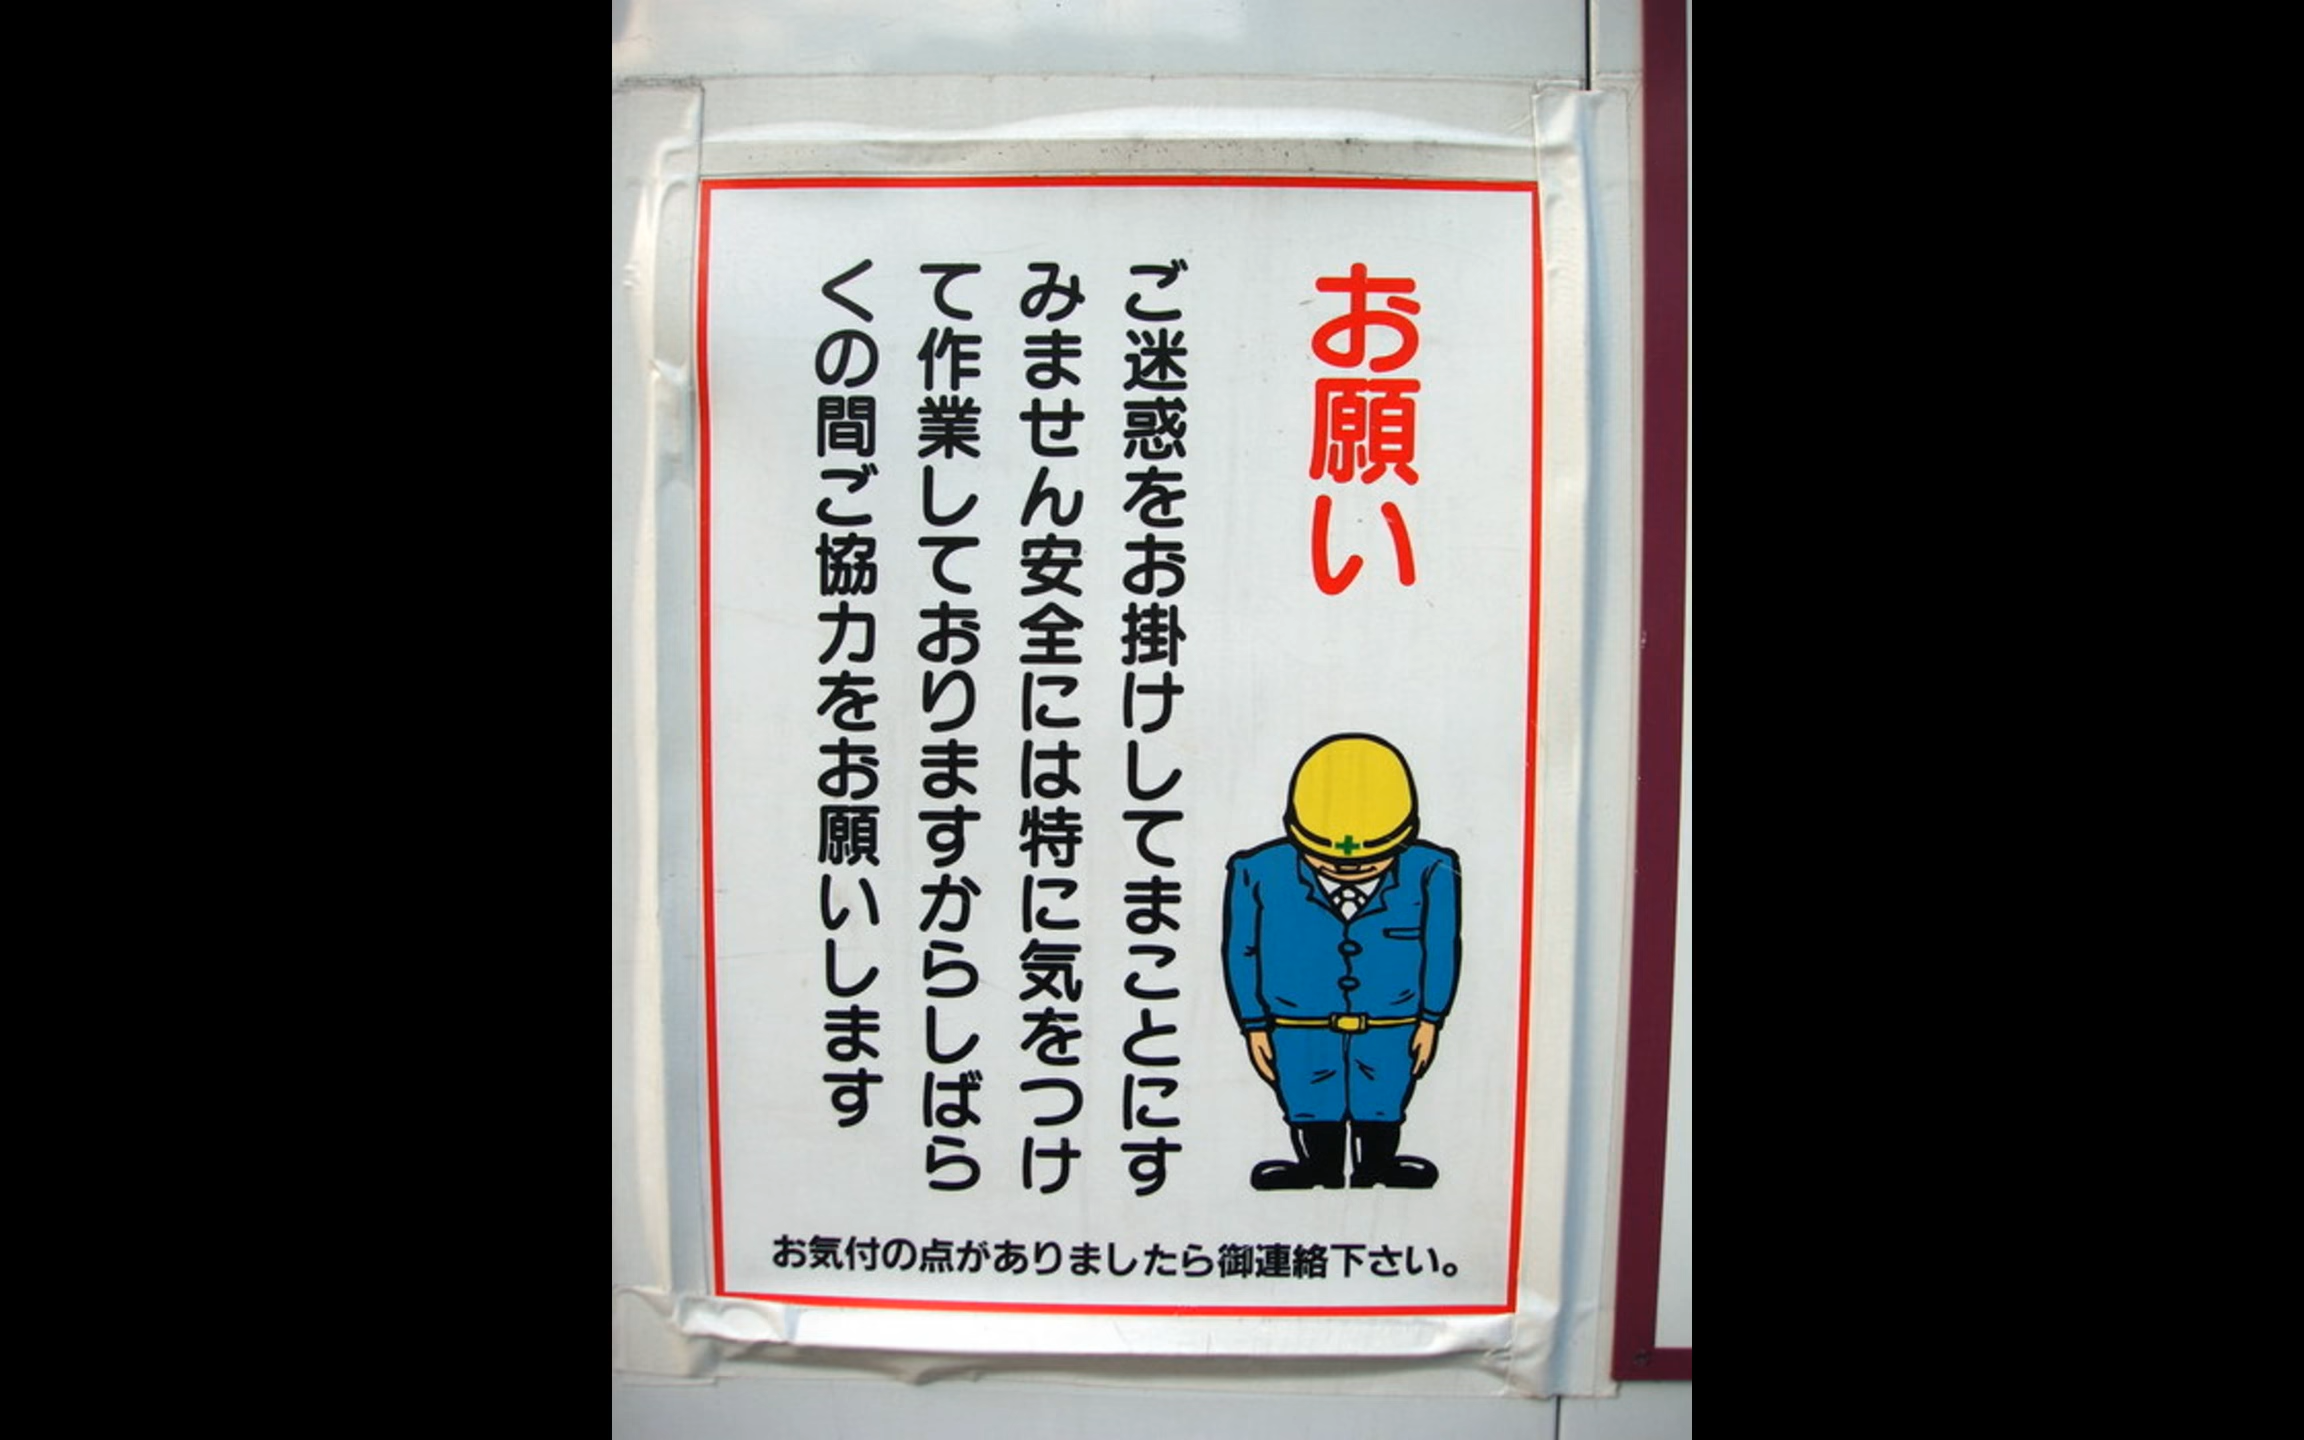 お願い
ご迷惑をお掛けしてまことにす
みません安全には特に気をつけ
て作業しておりますからしばら
くの間ご協力をお願いします
お気付の点がありましたら御連絡下さい。